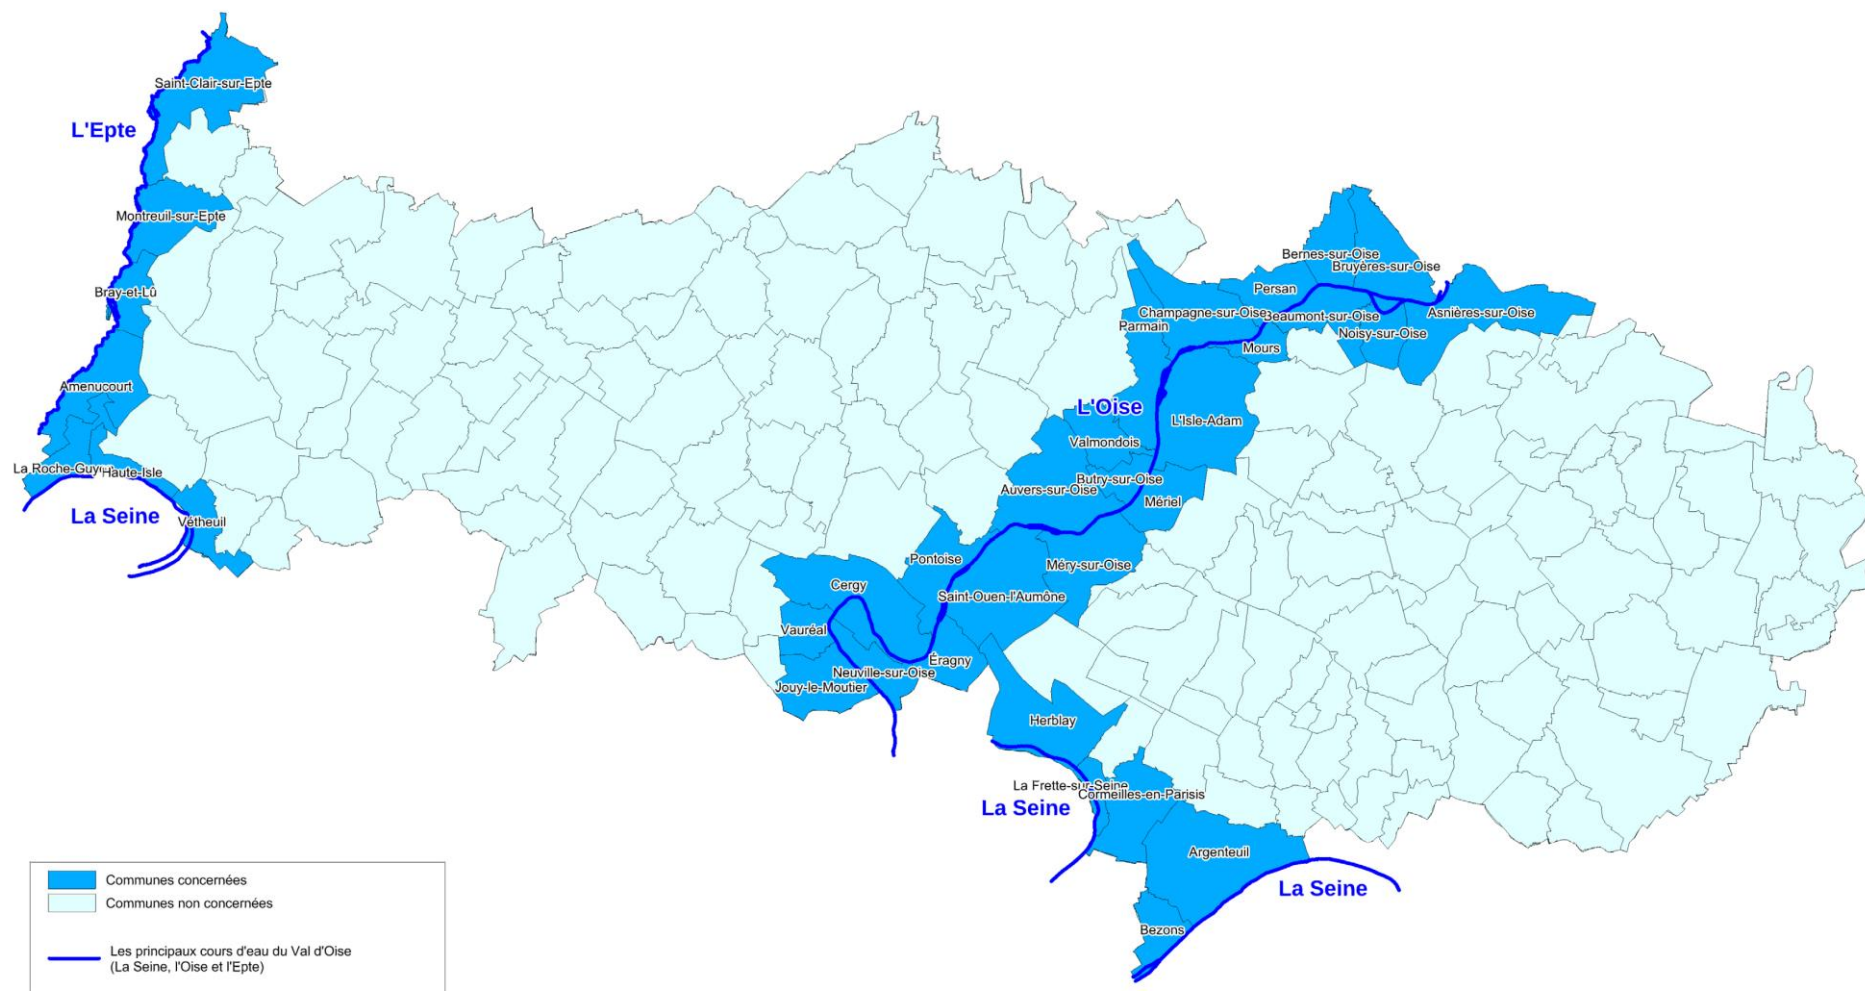 Saint-Clair-sur-Epte
L'Epte
Montreuil-sur-Epte
Bray-et-Lû
Amenucourt
La Roche-Guyo
Haute-Isle
La Seine
Vétheuil
Bernes-sur-Oise
Bruyères-sur-Oise
Persan
Champagne-sur-Oise
Beaumont-sur-Oise
Asnières-sur-Oise
Parmain
Noisy-sur-Oise
Mours
L'Oise
L'Isle-Adam
Valmondois
Butry-sur-Oise
Auvers-sur-Oise
Mériel
Pontoise
Méry-sur-Oise
Cergy
Saint-Ouen-l'Aumône
Vauréal
Éragny
Neuville-sur-Oise
Jouy-le-Moutier
Herblay
La Frette-sur-Seine
Cormeilles-en-Parisis
La Seine
Argenteuil
La Seine
Bezons
Communes concernées
Communes non concernées
Les principaux cours d'eau du Val d'Oise
(La Seine, l'Oise et l'Epte)